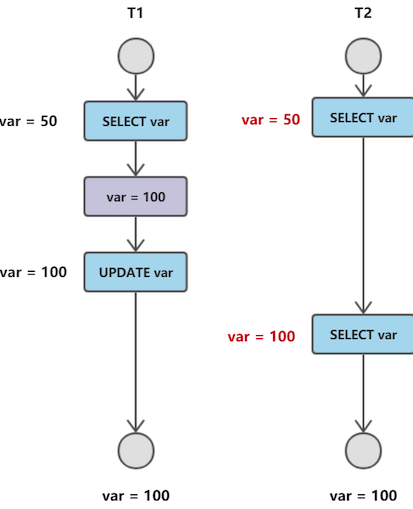 T1
T2
var = 50
SELECT var
var = 50
SELECT var
var = 100
var = 100
UPDATE var
var = 100
SELECT var
var = 100
var = 100